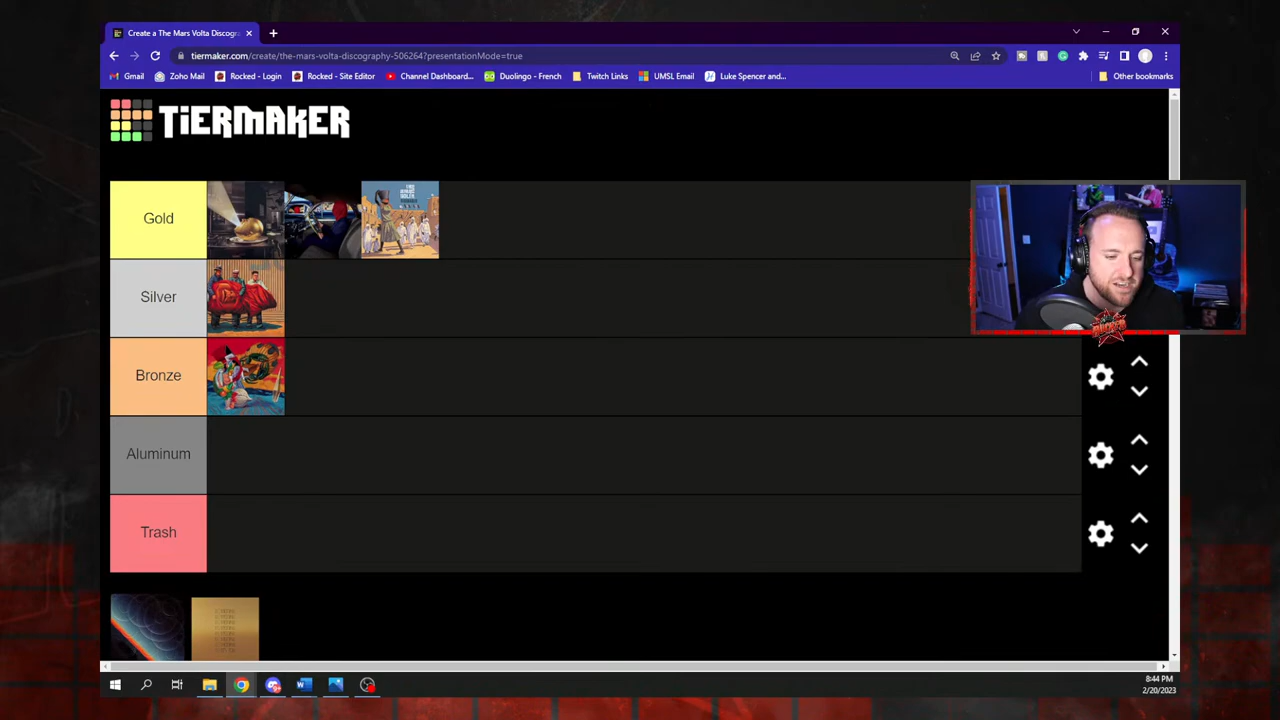 Create a The Mars Volta Discogra
tiermaker.com/create/the-mars-volta-discography-506264?presentationMode=true
Gmail
Zoho Mail
Rocked - Login
Rocked - Site Editor
Channel Dashboard...
Duolingo - French
Twitch Links
UMSL Email
Luke Spencer and...
Other bookmarks
TiERMAKER
Gold
Silver
Bronze
Aluminum
Trash
8:44 PM
2/20/2023